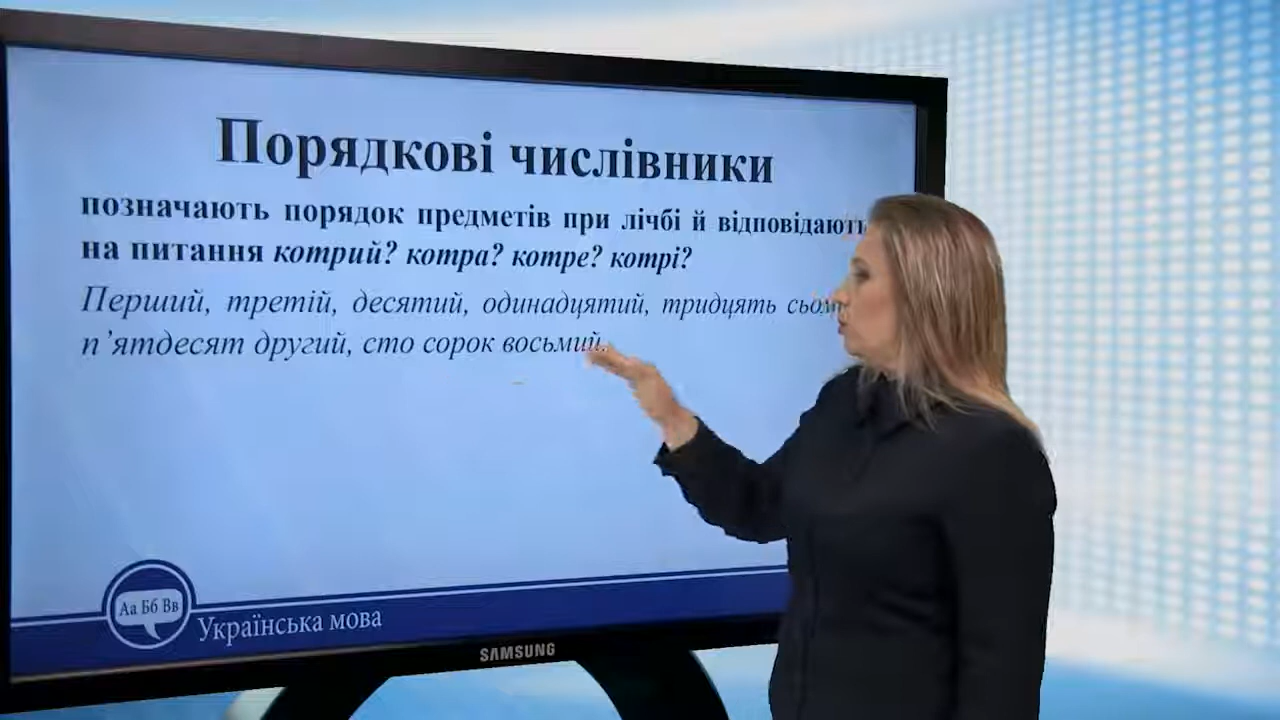 Порядкові числівники
позначають порядок предметів при лічбі й відповідають
на питання котрий? котра? котре? котрі?
Перший, третій, десятий, одинадцятий, тридцять
п’ятдесят другий, сто сорок восьмий.
Аа Бб Вв
Українська мова
SAMSUNG